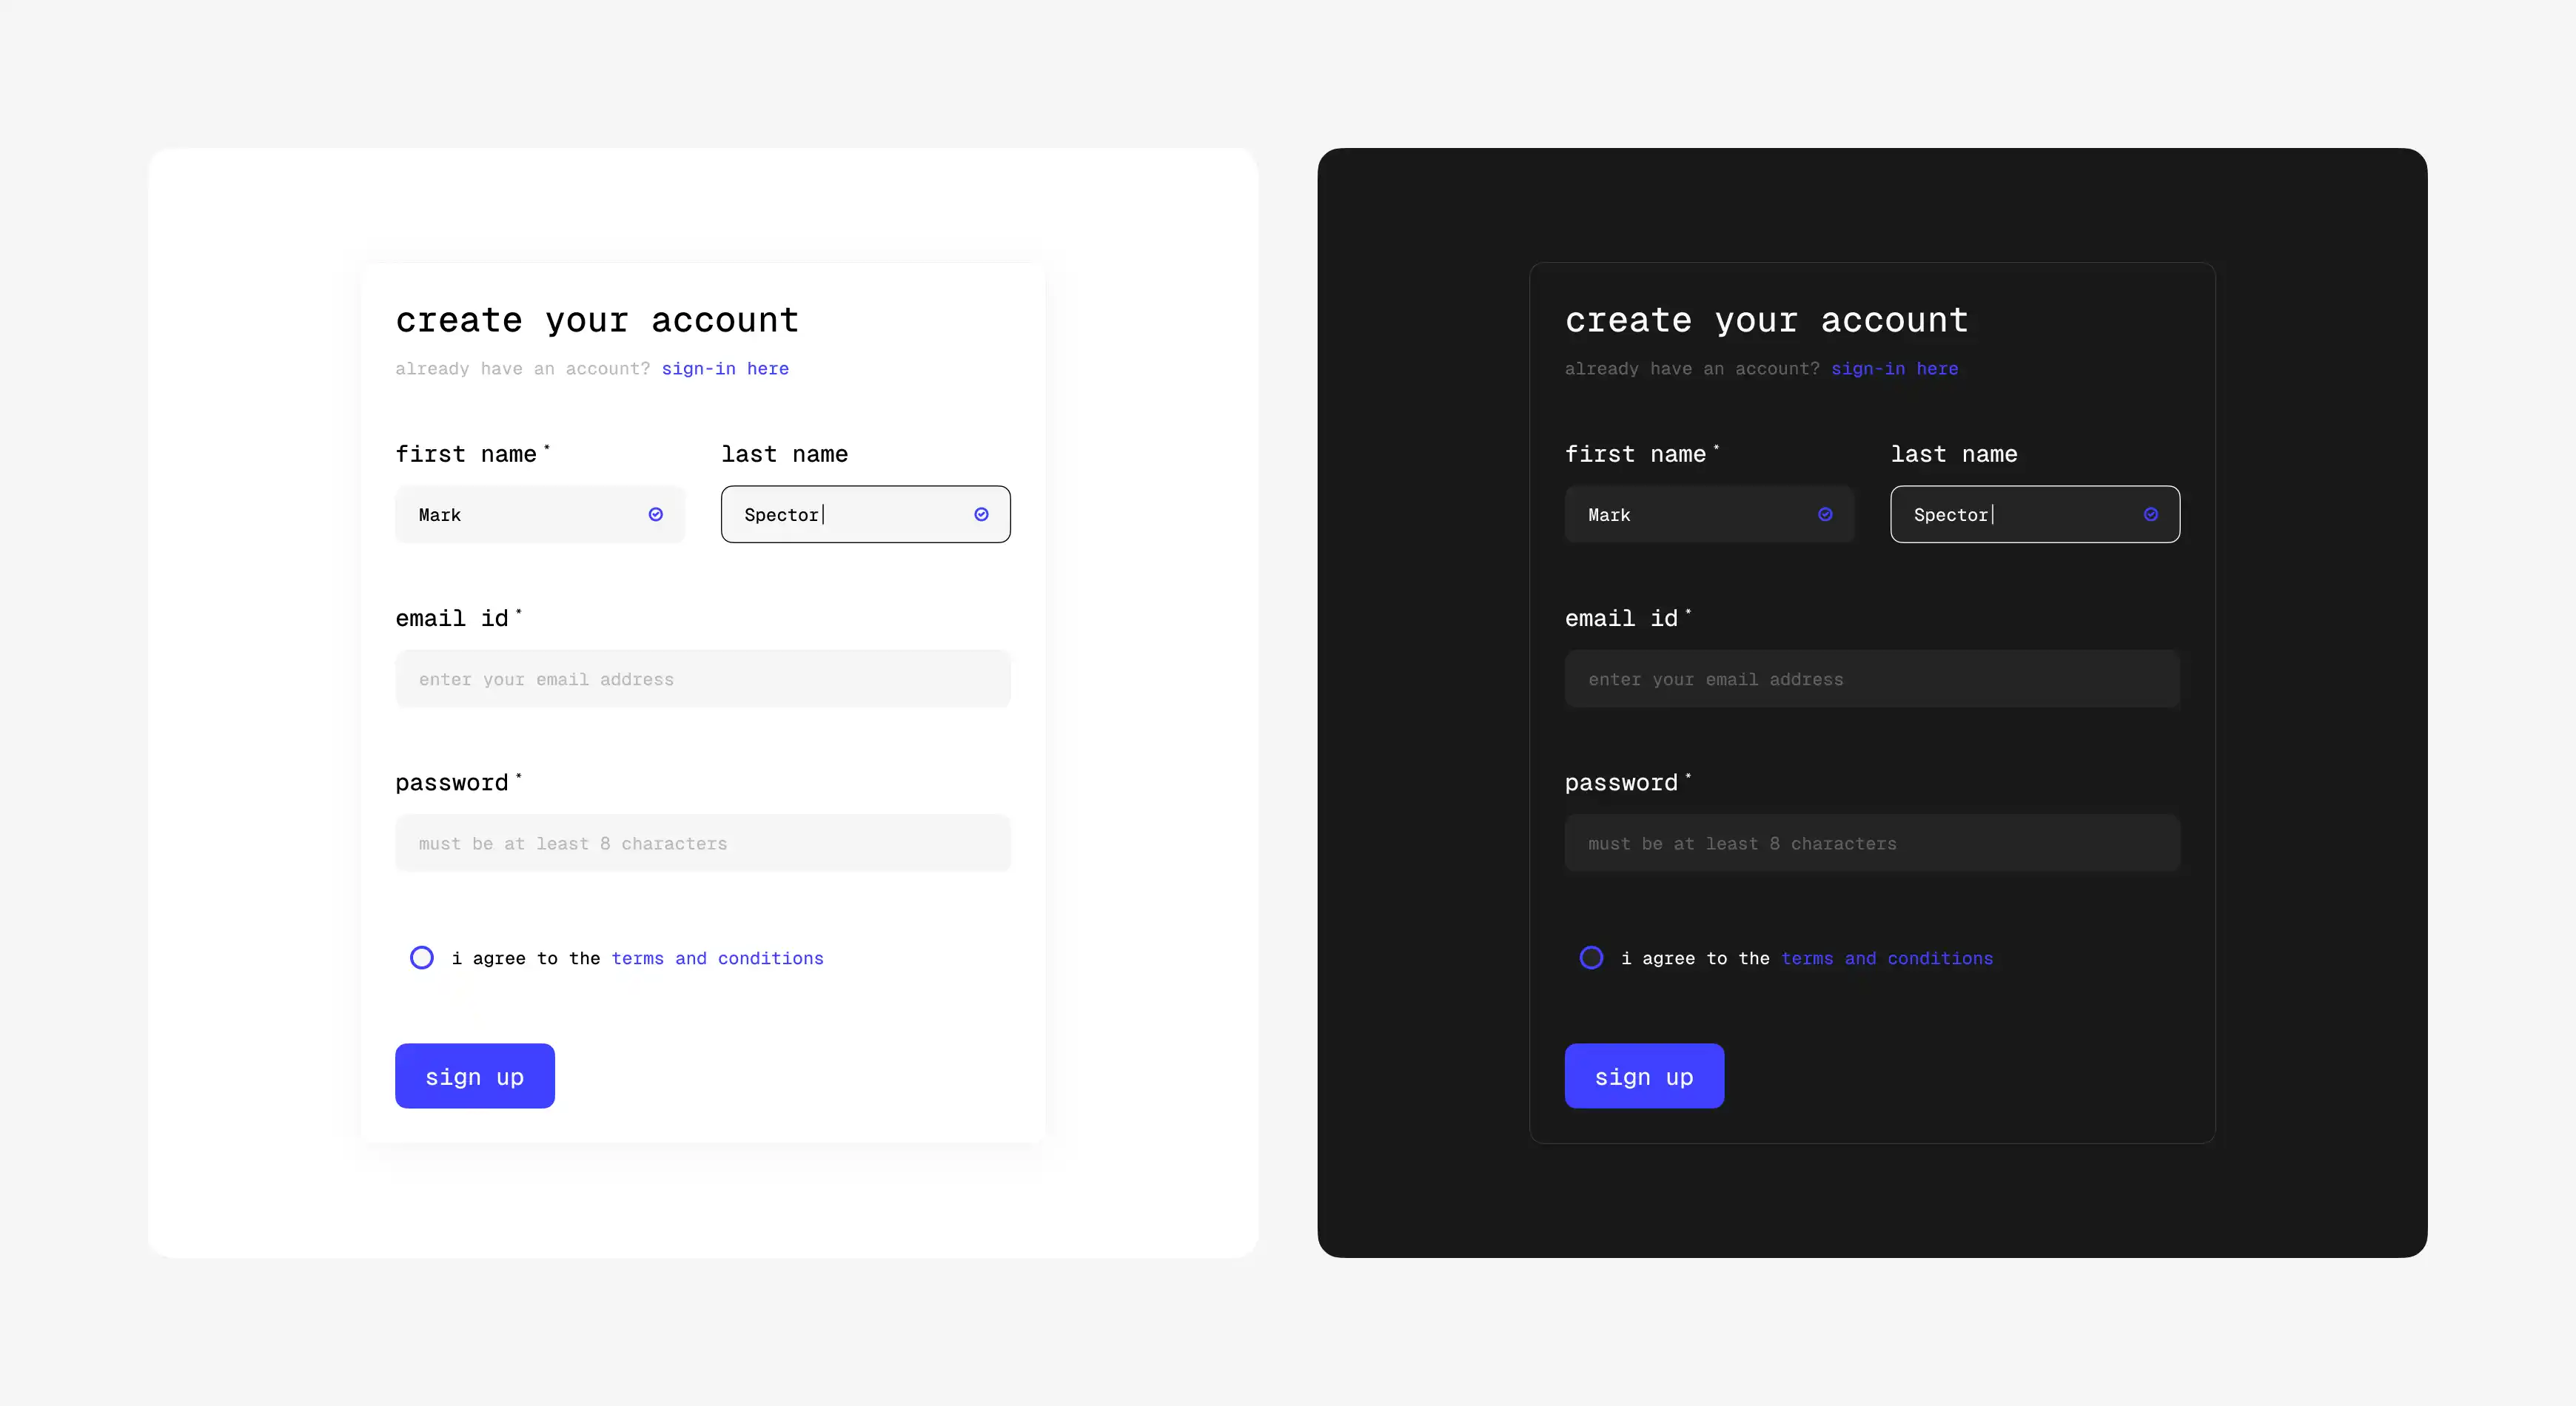 create your account
already have an account? sign-in here
first name *
last name
Mark
Spector
email id *
enter your email address
password *
must be at least 8 characters
i agree to the terms and conditions
sign up
create your account
already have an account? sign-in here
first name *
last name
Mark
Spector
email id *
enter your email address
password *
must be at least 8 characters
i agree to the terms and conditions
sign up